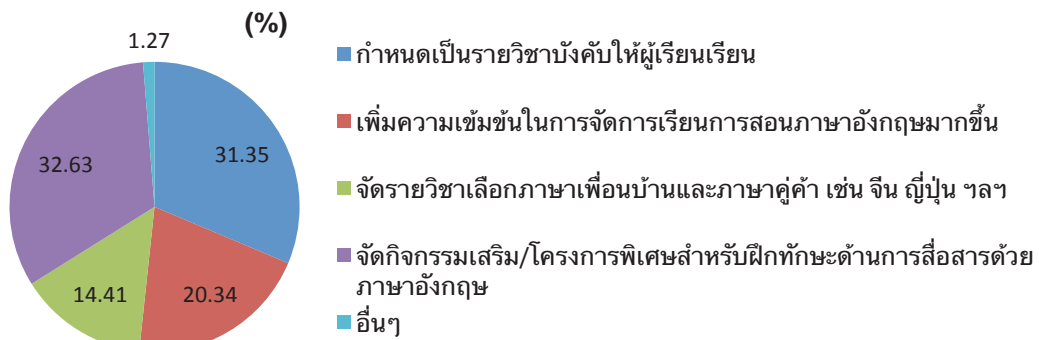 (%)
1.27
32.63
31.35
14.41
20.34
กำหนดเป็นรายวิชาบังคับให้ผู้เรียนเรียน
เพิ่มความเข้มข้นในการจัดการเรียนการสอนภาษาอังกฤษมากขึ้น
จัดรายวิชาเลือกภาษาเพื่อนบ้านและภาษาคู่ค้า เช่น จีน ญี่ปุ่น ฯลฯ
จัดกิจกรรมเสริม/โครงการพิเศษสำหรับฝึกทักษะด้านการสื่อสารด้วย
ภาษาอังกฤษ
อื่นๆ